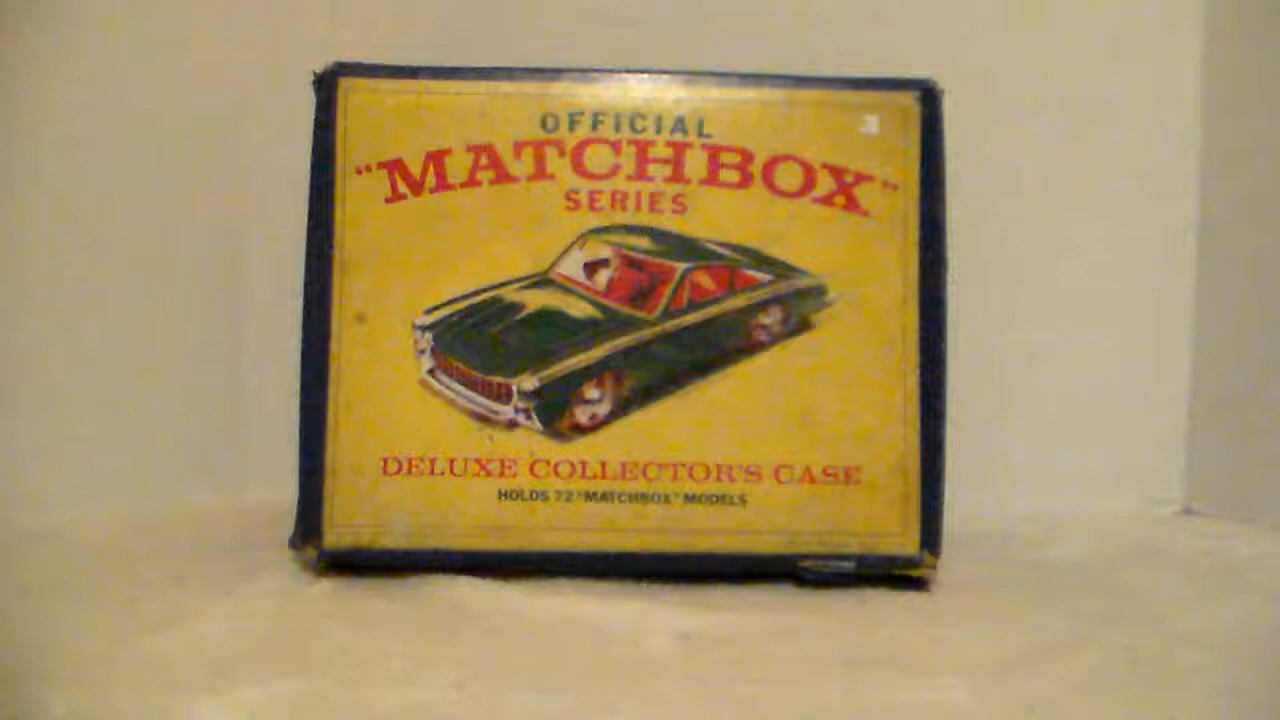 OFFICIAL
"MATCHBOX"
SERIES
DELUXE COLLECTOR'S CASE
HOLDS 72 "MATCHBOX" MODELS